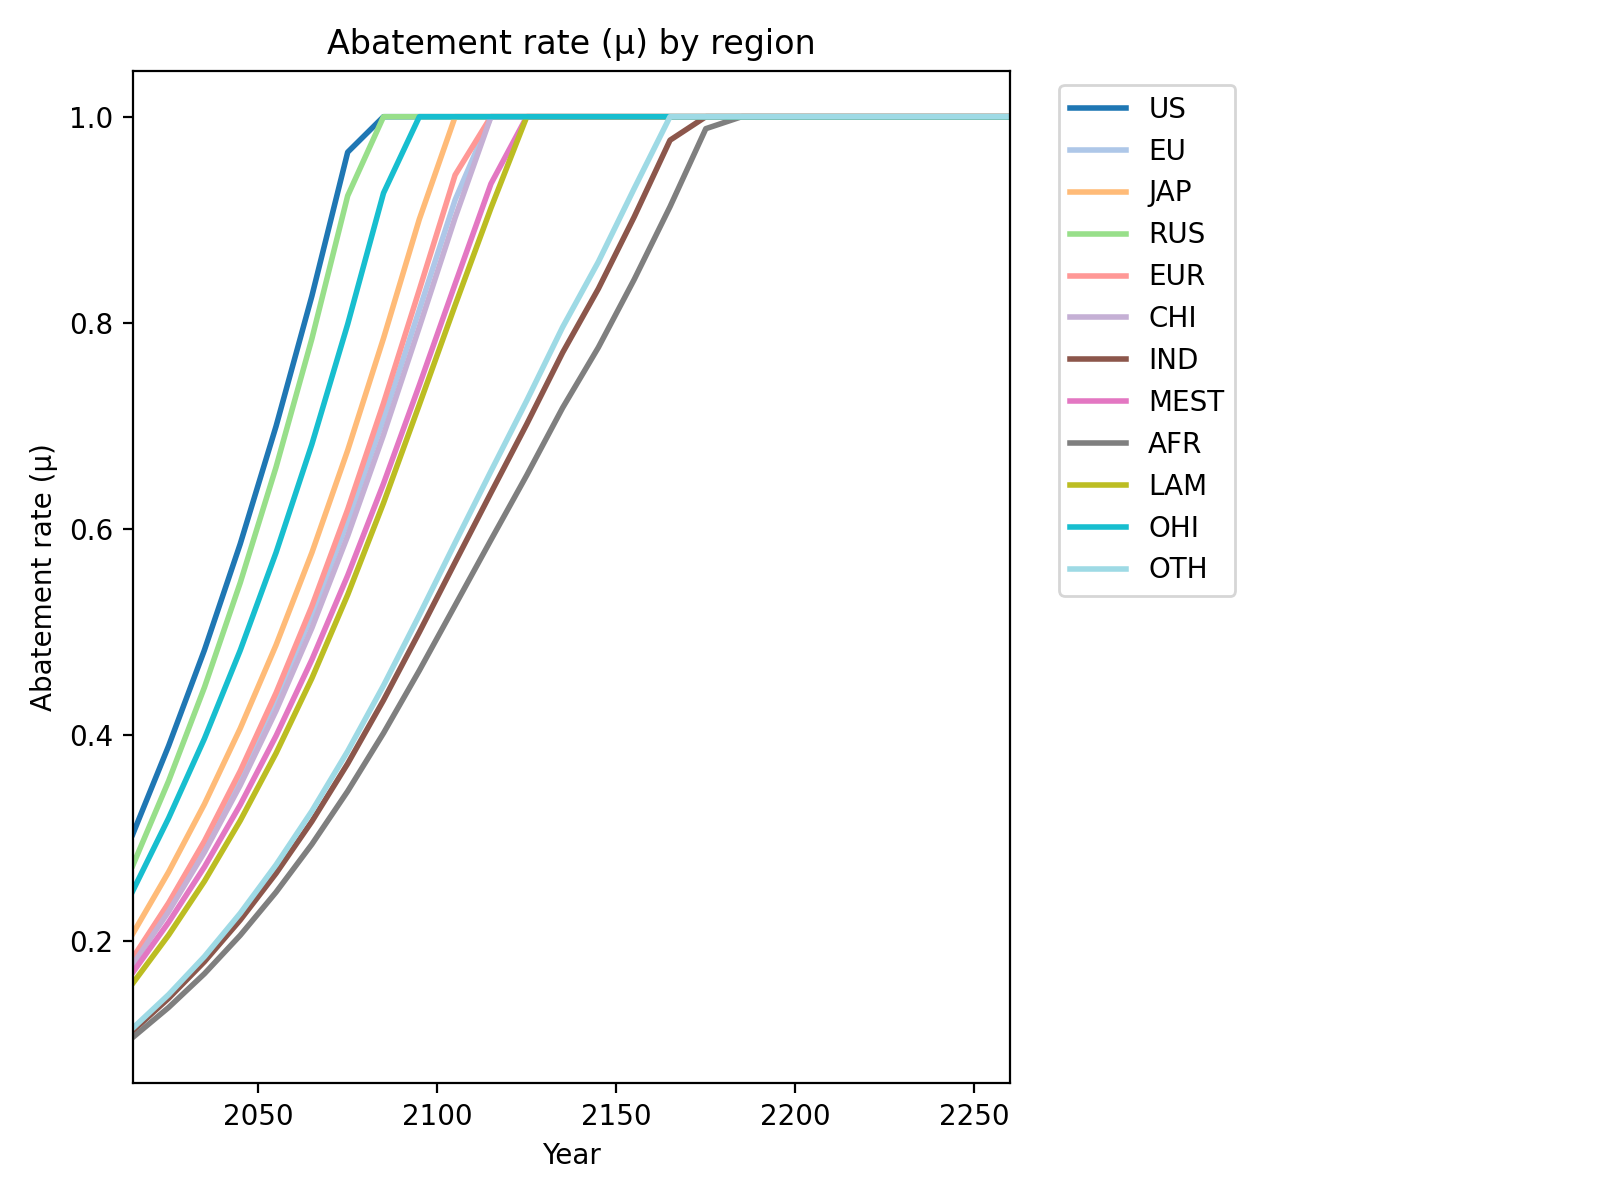 Abatement rate (μ) by region
Abatement rate (μ)
1.0
0.8
0.6
0.4
0.2
2050 2100 2150 2200 2250
Year
US
EU
JAP
RUS
EUR
CHI
IND
MEST
AFR
LAM
OHI
OTH